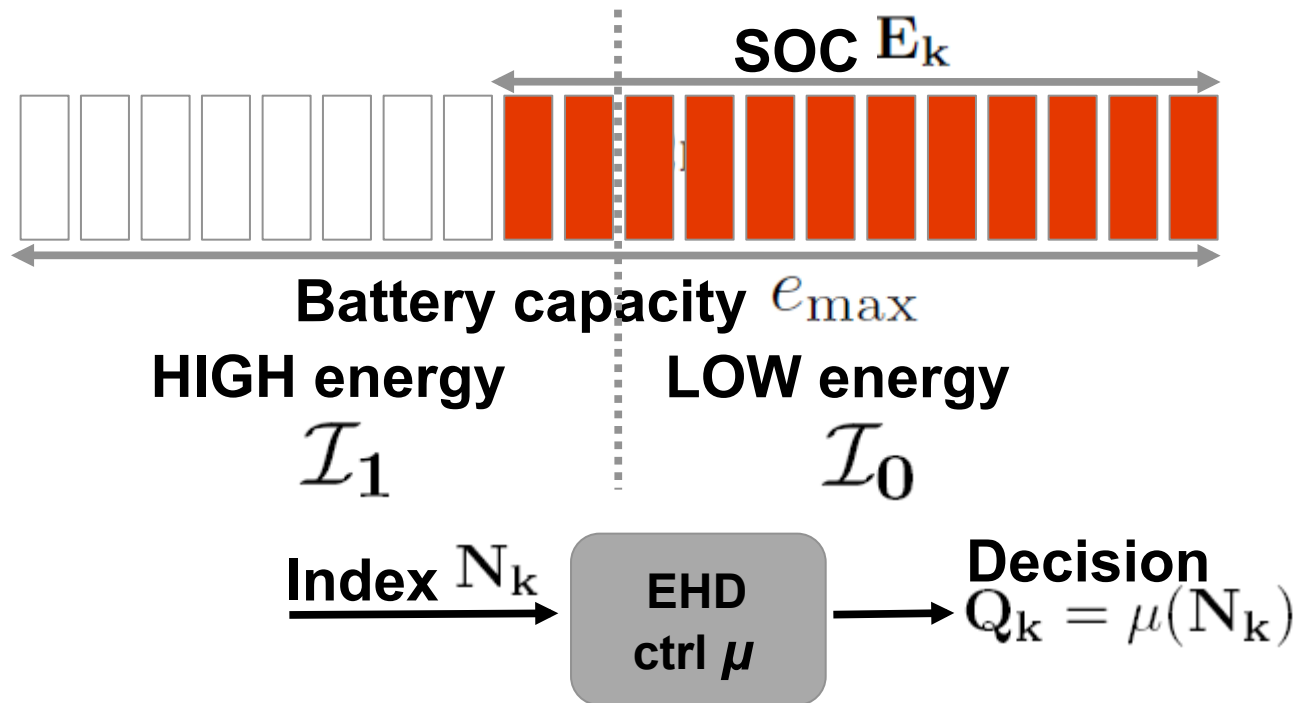 SOC E_k
Battery capacity e_max
HIGH energy LOW energy
I_1 I_0
Index N_k
EHD
ctrl μ
Decision
Q_k = μ(N_k)